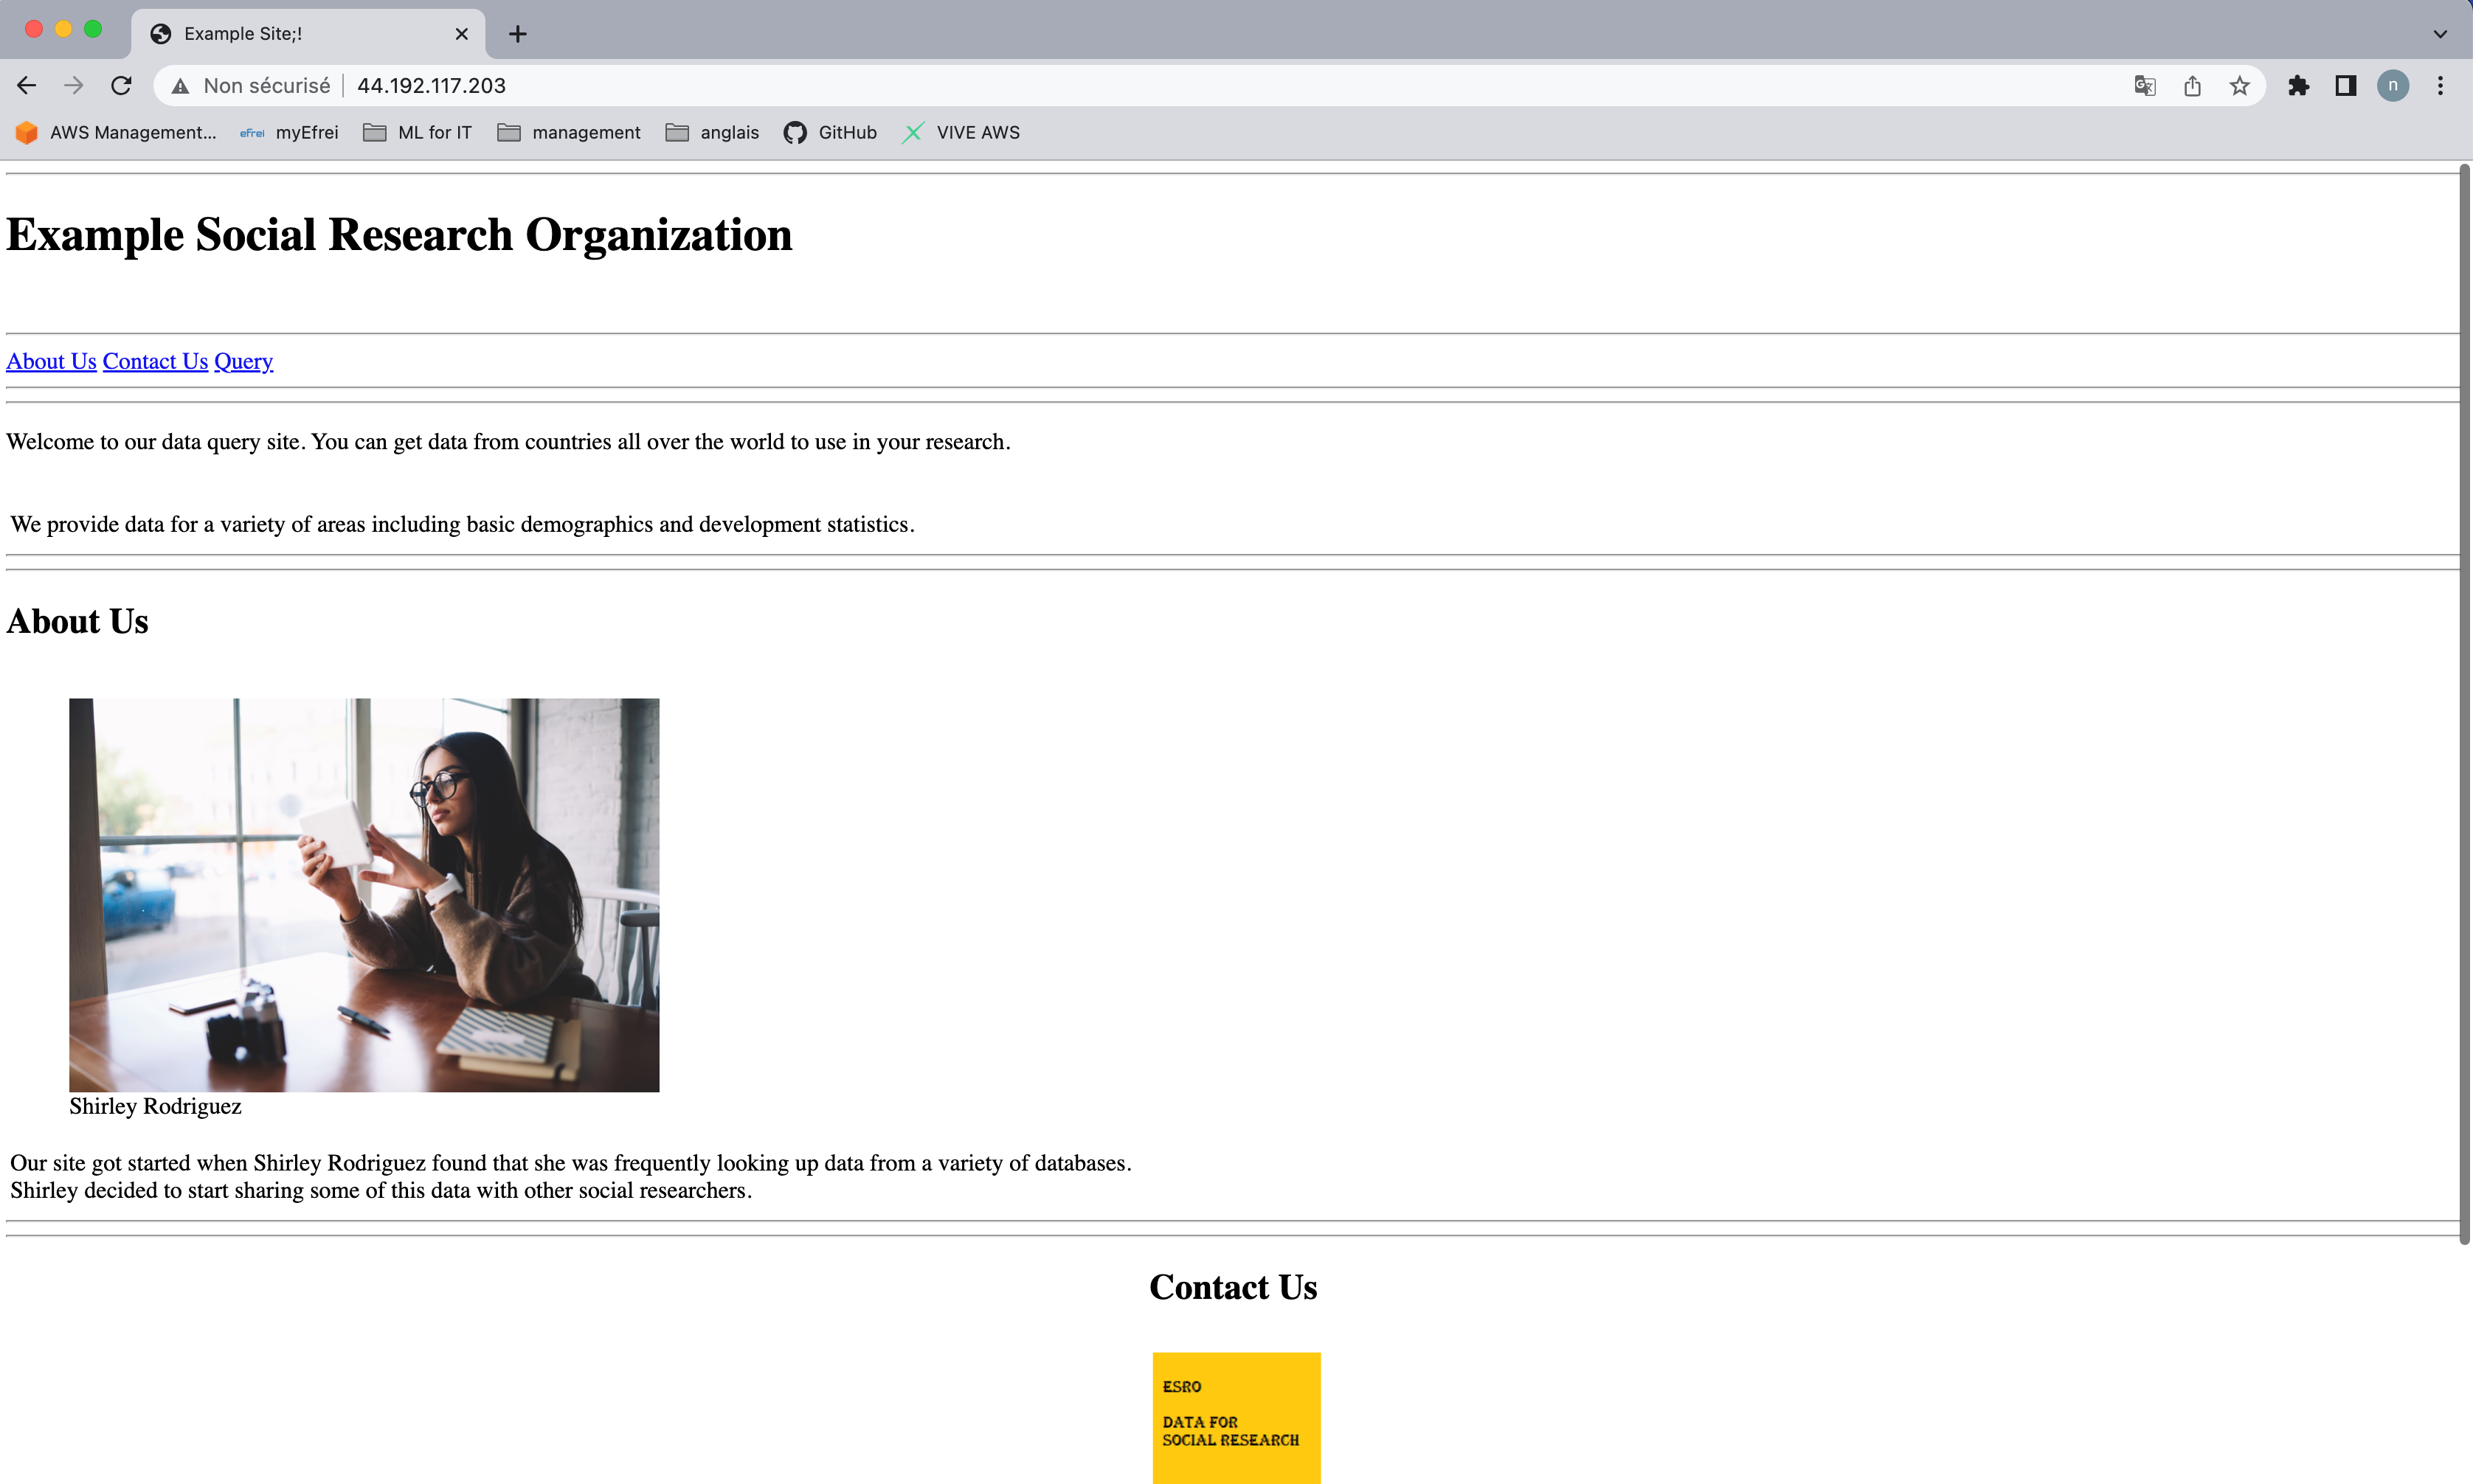 Example Site;!
Non sécurisé 44.192.117.203
n
AWS Management... efrei myEfrei ML for IT management anglais GitHub VIVE AWS
Example Social Research Organization
About Us Contact Us Query
Welcome to our data query site. You can get data from countries all over the world to use in your research.
We provide data for a variety of areas including basic demographics and development statistics.
About Us
Shirley Rodriguez
Our site got started when Shirley Rodriguez found that she was frequently looking up data from a variety of databases.
Shirley decided to start sharing some of this data with other social researchers.
Contact Us
ESRO
DATA FOR
SOCIAL RESEARCH